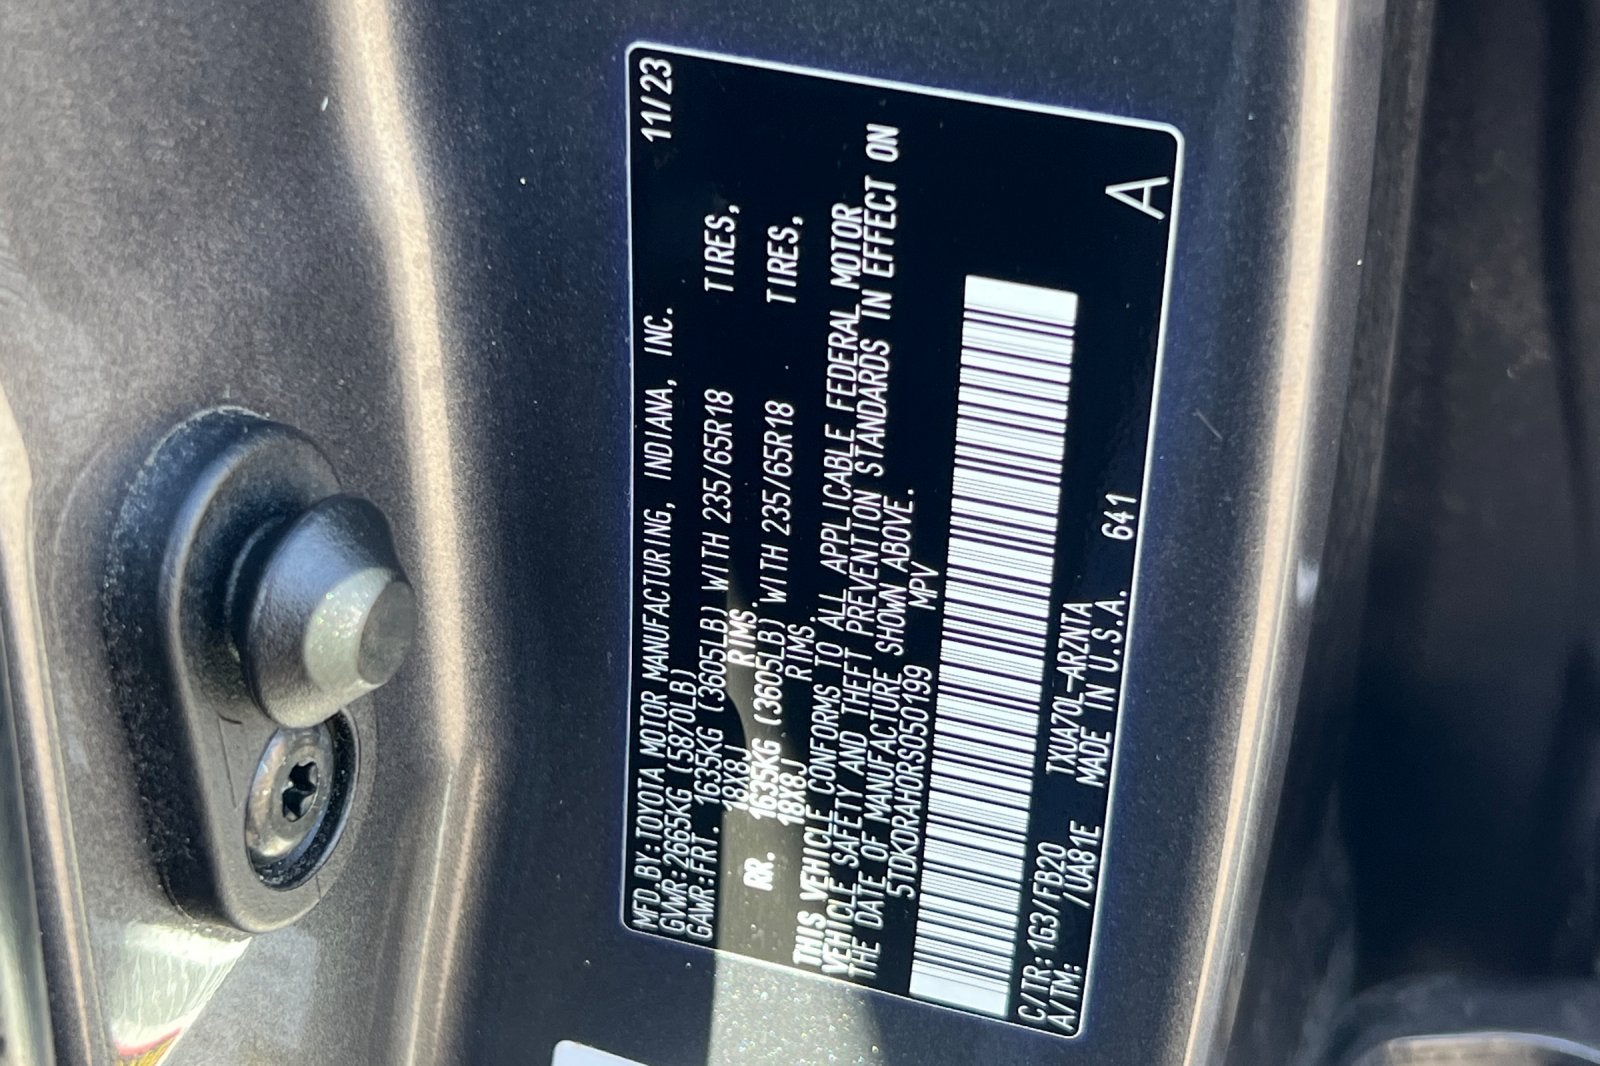 MFD.BY:TOYOTA MOTOR MANUFACTURING, INDIANA, INC. 11/23
GVWR:2665KG (5870LB)
GAWR:FRT. 1635KG (3605LB) WITH 235/65R18 TIRES,
18X8J RIMS.
RR. 1635KG (3605LB) WITH 235/65R18 TIRES,
18X8J RIMS.
THIS VEHICLE CONFORMS TO ALL APPLICABLE FEDERAL MOTOR
VEHICLE SAFETY AND THEFT PREVENTION STANDARDS IN EFFECT ON
THE DATE OF MANUFACTURE SHOWN ABOVE.
5TDKDRAH0RS050199 MPV
C/TR:1G3/FB20 TXUA70L-ARZNTA
A/TM: /UA81E MADE IN U.S.A. 641
A